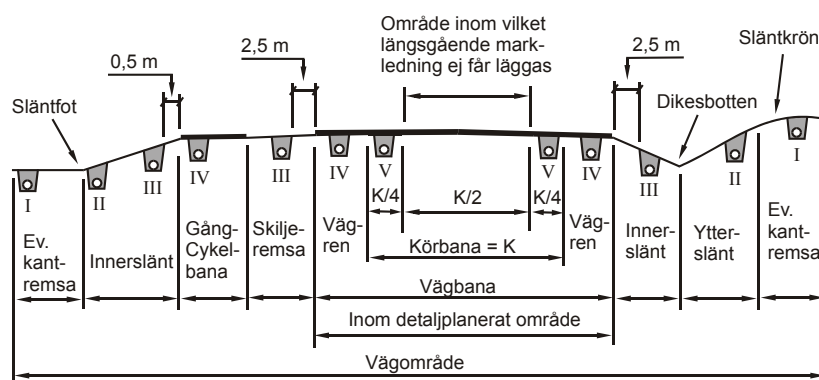 Område inom vilket
längsgående mark-
ledning ej får läggas
0,5 m
2,5 m
2,5 m
Släntkrön
Släntfot
Dikesbotten
I
II
III
IV
III
IV
V
V
IV
III
II
I
K/4
K/2
K/4
Ev.
kant-
remsa
Innerslänt
Gång-
Cykel-
bana
Skilje-
remsa
Väg-
ren
Körbana = K
Väg-
ren
Inner-
slänt
Ytter-
slänt
Ev.
kant-
remsa
Vägbana
Inom detaljplanerat område
Vägområde